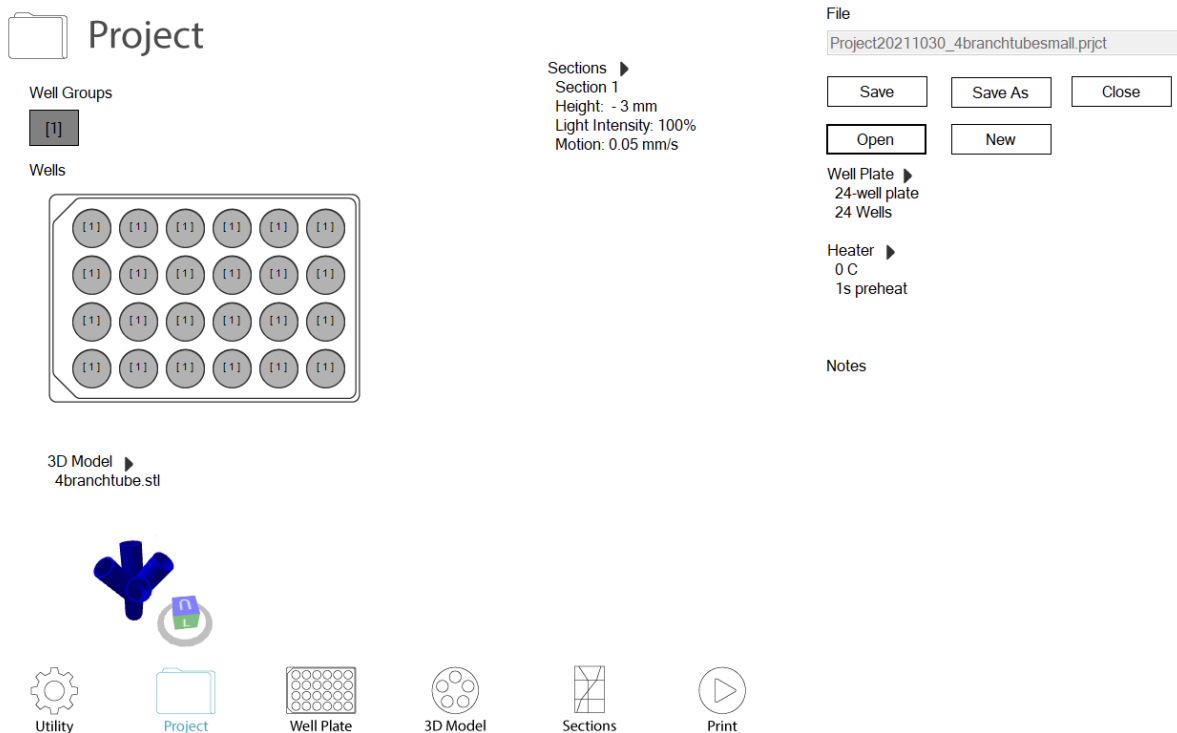 Project
Well Groups
[1]
Wells
[1] [1] [1] [1] [1] [1]
[1] [1] [1] [1] [1] [1]
[1] [1] [1] [1] [1] [1]
[1] [1] [1] [1] [1] [1]
3D Model
4branchtube.stl
L
Sections
Section 1
Height:  - 3 mm
Light Intensity: 100%
Motion: 0.05 mm/s
File
Project20211030_4branchtubesmall.prjct
Save Save As Close
Open New
Well Plate
24-well plate
24 Wells
Heater
0 C
1s preheat
Notes
Utility Project Well Plate 3D Model Sections Print